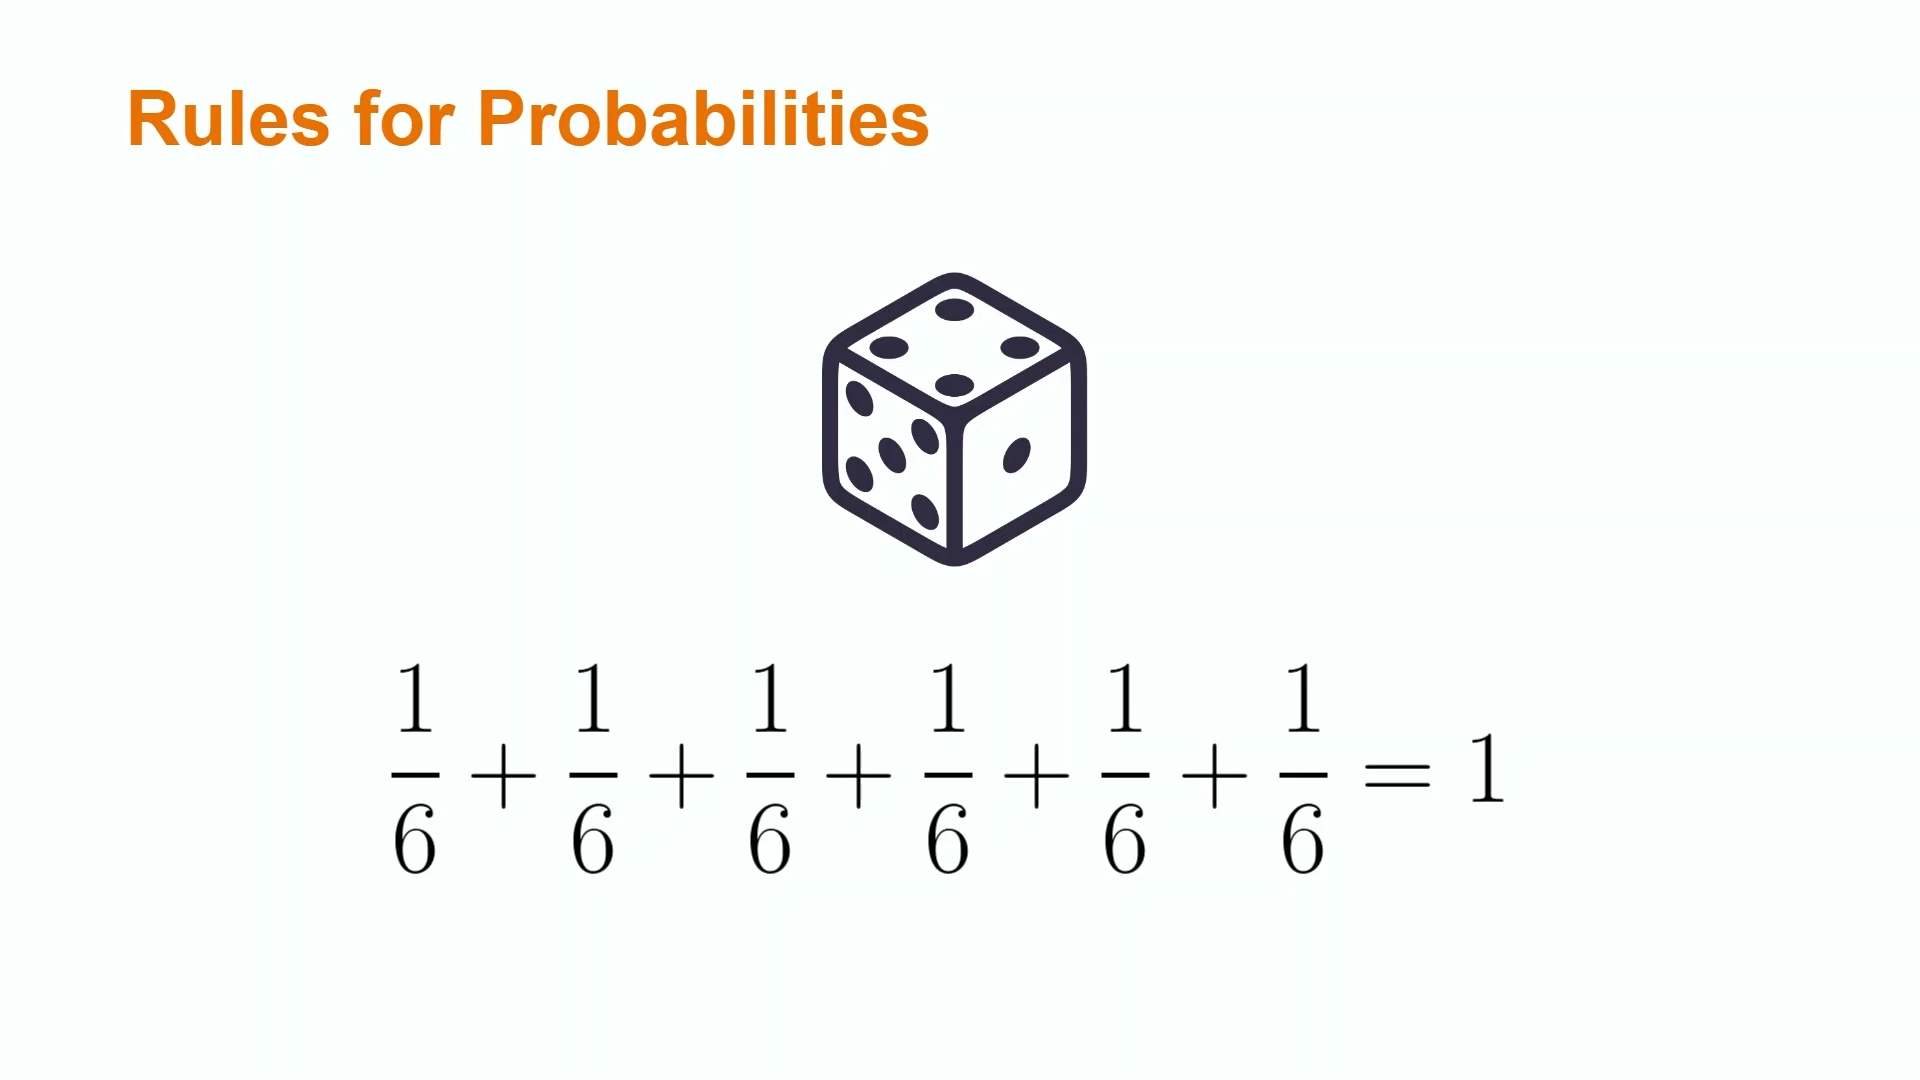 Rules for Probabilities
1/6 + 1/6 + 1/6 + 1/6 + 1/6 + 1/6 = 1